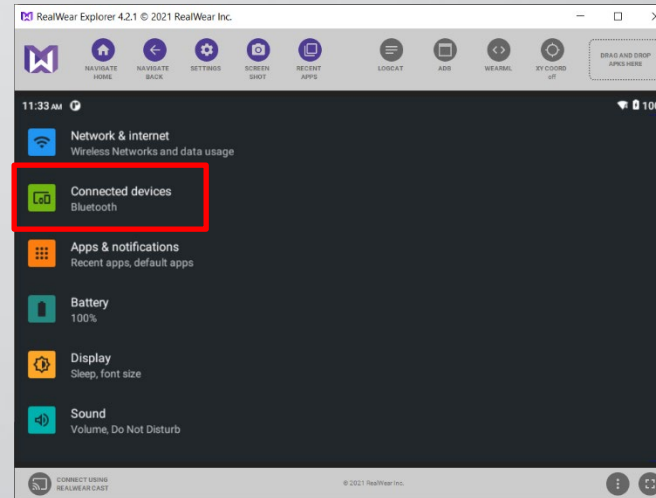 RealWear Explorer 4.2.1 © 2021 RealWear Inc.
NAVIGATE HOME
NAVIGATE BACK
SETTINGS
SCREEN SHOT
RECENT APPS
LOGCAT
ADB
WEARML
XY COORD off
DRAG AND DROP APKS HERE
11:33 AM
100
Network & internet
Wireless Networks and data usage
Connected devices
Bluetooth
Apps & notifications
Recent apps, default apps
Battery
100%
Display
Sleep, font size
Sound
Volume, Do Not Disturb
CONNECT USING
REALWEAR CAST
© 2021 RealWear Inc.